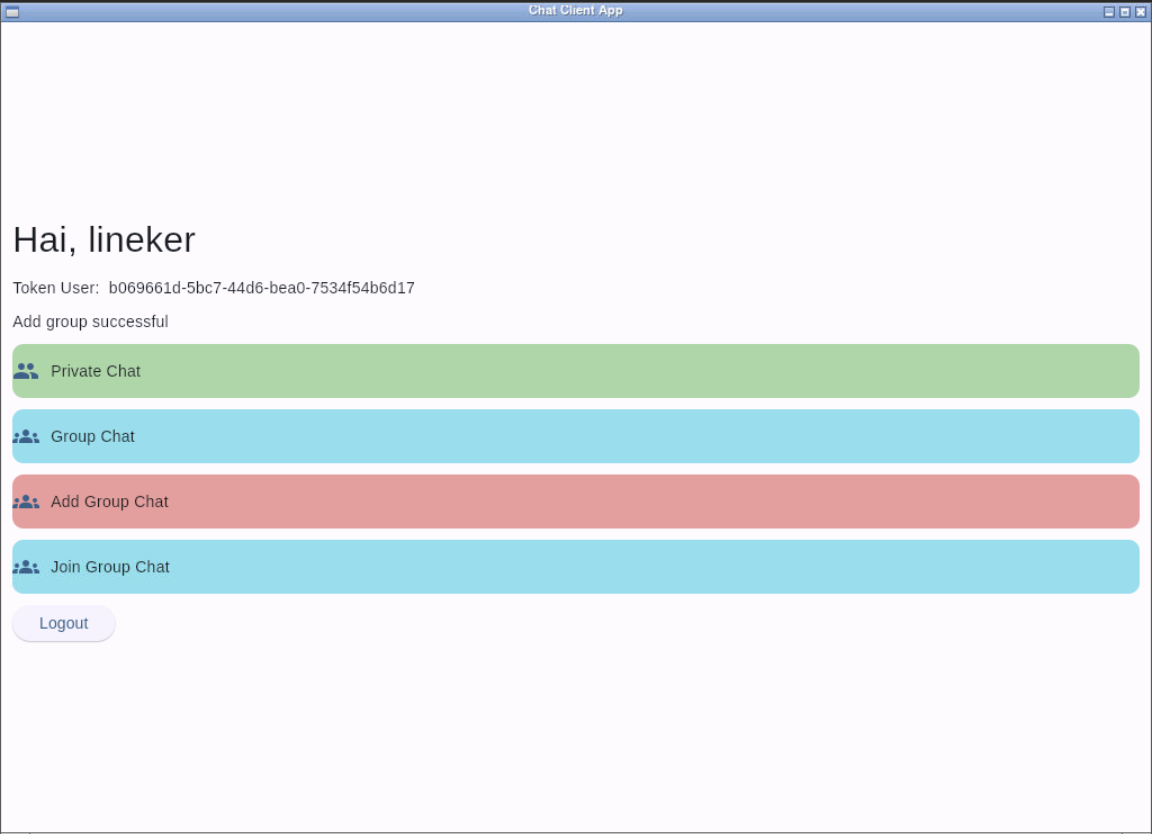 Chat Client App
Hai, lineker
Token User: b069661d-5bc7-44d6-bea0-7534f54b6d17
Add group successful
Private Chat
Group Chat
Add Group Chat
Join Group Chat
Logout